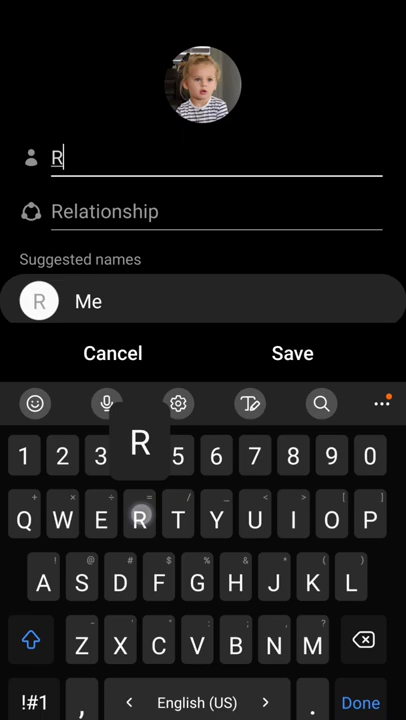 R
Relationship
Suggested names
R Me
Cancel Save
R
1 2 3 5 6 7 8 9 0
+ × ÷ = / _ < > [ ]
Q W E R T Y U I O P
! @ # $ % ^ & * ( )
A S D F G H J K L
- ' " : ; , ?
Z X C V B N M
!#1 , < English (US) > . Done